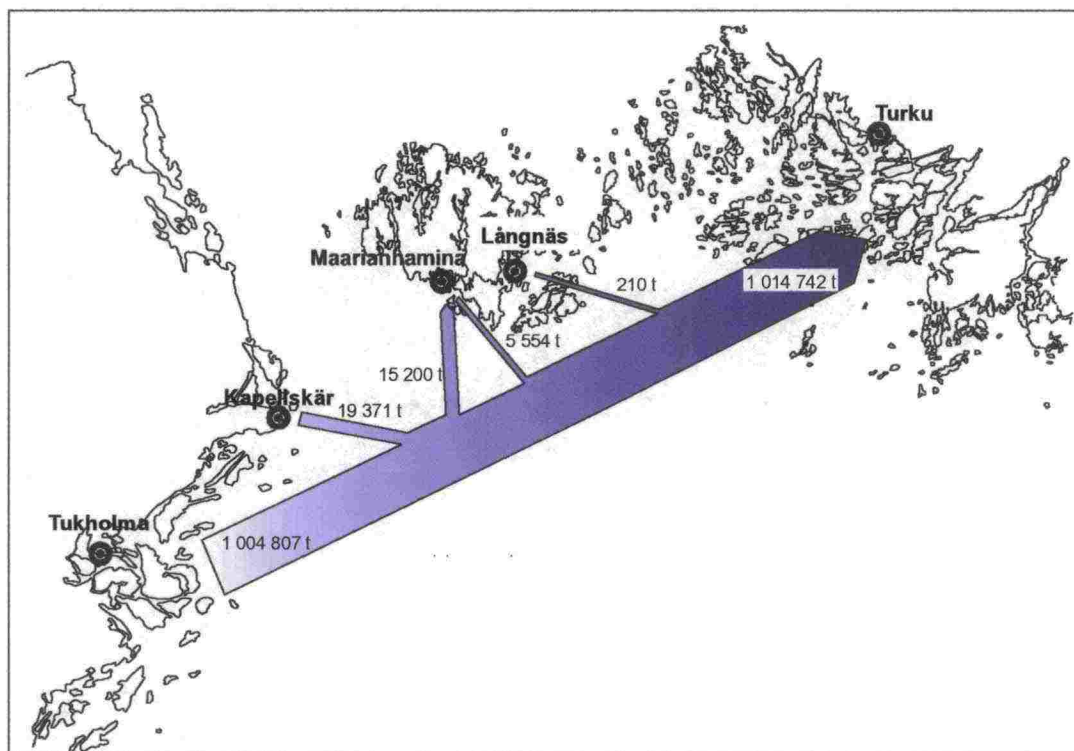 Turku
Långnäs
Maarianhamina
210 t
1 014 742 t
5 554 t
15 200 t
Kapellskär
19 371 t
Tukholma
1 004 807 t